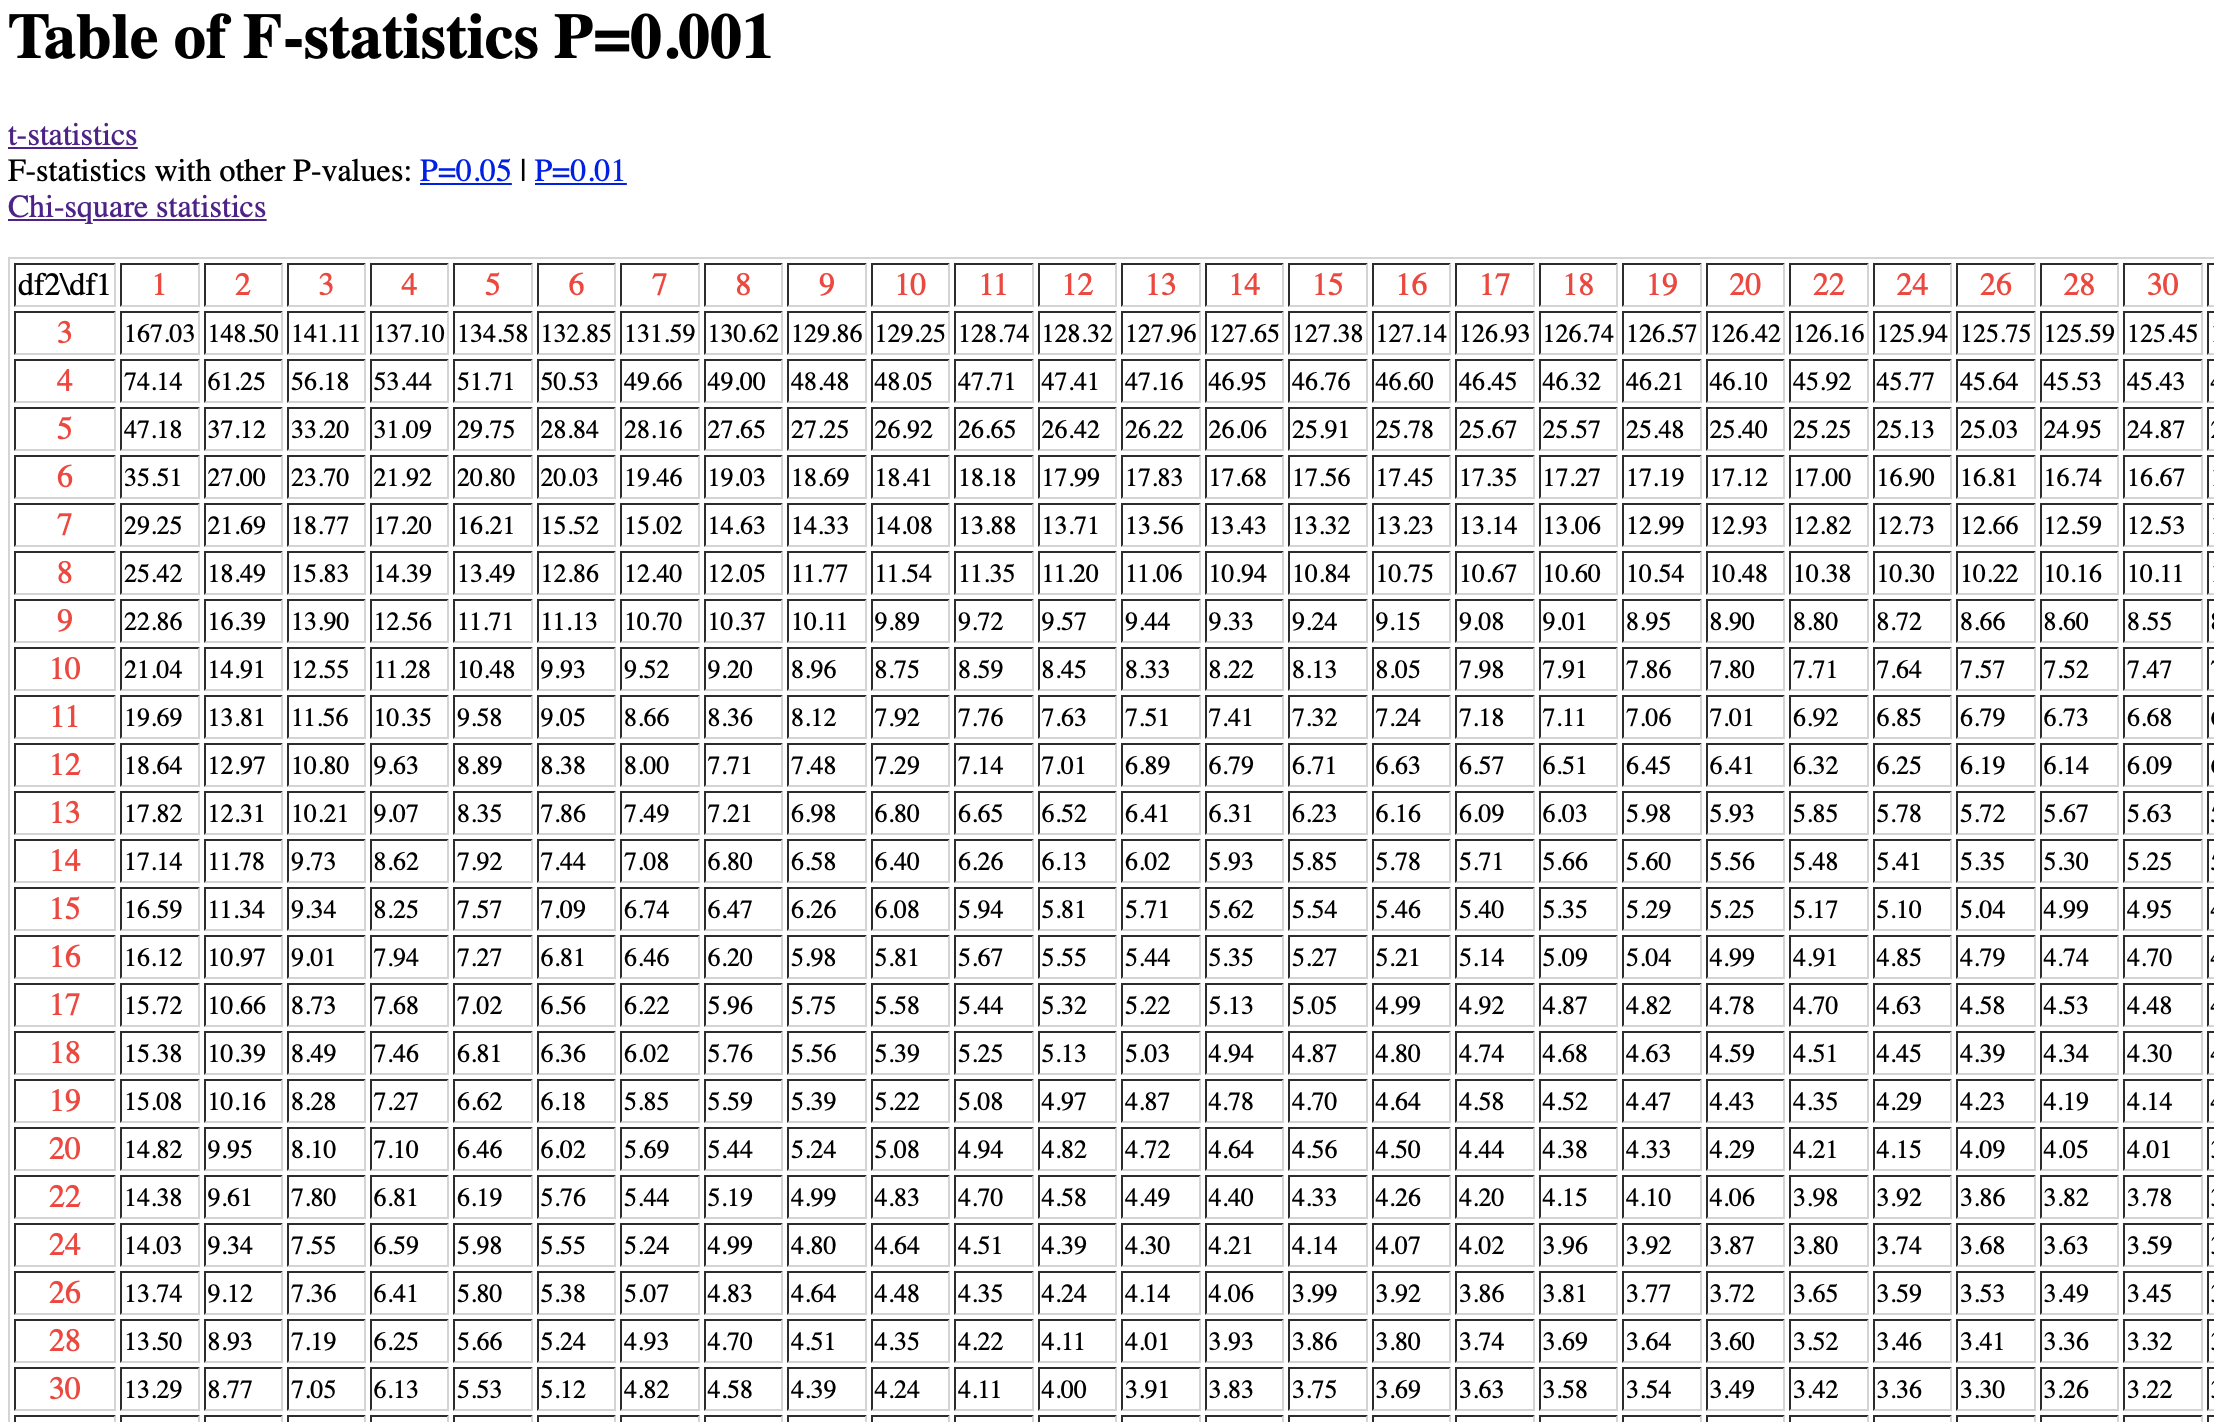 Table of F-statistics P=0.001
t-statistics
F-statistics with other P-values: P=0.05 | P=0.01
Chi-square statistics
df2\df1 1 2 3 4 5 6 7 8 9 10 11 12 13 14 15 16 17 18 19 20 22 24 26 28 30
3 167.03 148.50 141.11 137.10 134.58 132.85 131.59 130.62 129.86 129.25 128.74 128.32 127.96 127.65 127.38 127.14 126.93 126.74 126.57 126.42 126.16 125.94 125.75 125.59 125.45
4 74.14 61.25 56.18 53.44 51.71 50.53 49.66 49.00 48.48 48.05 47.71 47.41 47.16 46.95 46.76 46.60 46.45 46.32 46.21 46.10 45.92 45.77 45.64 45.53 45.43
5 47.18 37.12 33.20 31.09 29.75 28.84 28.16 27.65 27.25 26.92 26.65 26.42 26.22 26.06 25.91 25.78 25.67 25.57 25.48 25.40 25.25 25.13 25.03 24.95 24.87
6 35.51 27.00 23.70 21.92 20.80 20.03 19.46 19.03 18.69 18.41 18.18 17.99 17.83 17.68 17.56 17.45 17.35 17.27 17.19 17.12 17.00 16.90 16.81 16.74 16.67
7 29.25 21.69 18.77 17.20 16.21 15.52 15.02 14.63 14.33 14.08 13.88 13.71 13.56 13.43 13.32 13.23 13.14 13.06 12.99 12.93 12.82 12.73 12.66 12.59 12.53
8 25.42 18.49 15.83 14.39 13.49 12.86 12.40 12.05 11.77 11.54 11.35 11.20 11.06 10.94 10.84 10.75 10.67 10.60 10.54 10.48 10.38 10.30 10.22 10.16 10.11
9 22.86 16.39 13.90 12.56 11.71 11.13 10.70 10.37 10.11 9.89 9.72 9.57 9.44 9.33 9.24 9.15 9.08 9.01 8.95 8.90 8.80 8.72 8.66 8.60 8.55
10 21.04 14.91 12.55 11.28 10.48 9.93 9.52 9.20 8.96 8.75 8.59 8.45 8.33 8.22 8.13 8.05 7.98 7.91 7.86 7.80 7.71 7.64 7.57 7.52 7.47
11 19.69 13.81 11.56 10.35 9.58 9.05 8.66 8.36 8.12 7.92 7.76 7.63 7.51 7.41 7.32 7.24 7.18 7.11 7.06 7.01 6.92 6.85 6.79 6.73 6.68
12 18.64 12.97 10.80 9.63 8.89 8.38 8.00 7.71 7.48 7.29 7.14 7.01 6.89 6.79 6.71 6.63 6.57 6.51 6.45 6.41 6.32 6.25 6.19 6.14 6.09
13 17.82 12.31 10.21 9.07 8.35 7.86 7.49 7.21 6.98 6.80 6.65 6.52 6.41 6.31 6.23 6.16 6.09 6.03 5.98 5.93 5.85 5.78 5.72 5.67 5.63
14 17.14 11.78 9.73 8.62 7.92 7.44 7.08 6.80 6.58 6.40 6.26 6.13 6.02 5.93 5.85 5.78 5.71 5.66 5.60 5.56 5.48 5.41 5.35 5.30 5.25
15 16.59 11.34 9.34 8.25 7.57 7.09 6.74 6.47 6.26 6.08 5.94 5.81 5.71 5.62 5.54 5.46 5.40 5.35 5.29 5.25 5.17 5.10 5.04 4.99 4.95
16 16.12 10.97 9.01 7.94 7.27 6.81 6.46 6.20 5.98 5.81 5.67 5.55 5.44 5.35 5.27 5.21 5.14 5.09 5.04 4.99 4.91 4.85 4.79 4.74 4.70
17 15.72 10.66 8.73 7.68 7.02 6.56 6.22 5.96 5.75 5.58 5.44 5.32 5.22 5.13 5.05 4.99 4.92 4.87 4.82 4.78 4.70 4.63 4.58 4.53 4.48
18 15.38 10.39 8.49 7.46 6.81 6.36 6.02 5.76 5.56 5.39 5.25 5.13 5.03 4.94 4.87 4.80 4.74 4.68 4.63 4.59 4.51 4.45 4.39 4.34 4.30
19 15.08 10.16 8.28 7.27 6.62 6.18 5.85 5.59 5.39 5.22 5.08 4.97 4.87 4.78 4.70 4.64 4.58 4.52 4.47 4.43 4.35 4.29 4.23 4.19 4.14
20 14.82 9.95 8.10 7.10 6.46 6.02 5.69 5.44 5.24 5.08 4.94 4.82 4.72 4.64 4.56 4.50 4.44 4.38 4.33 4.29 4.21 4.15 4.09 4.05 4.01
22 14.38 9.61 7.80 6.81 6.19 5.76 5.44 5.19 4.99 4.83 4.70 4.58 4.49 4.40 4.33 4.26 4.20 4.15 4.10 4.06 3.98 3.92 3.86 3.82 3.78
24 14.03 9.34 7.55 6.59 5.98 5.55 5.24 4.99 4.80 4.64 4.51 4.39 4.30 4.21 4.14 4.07 4.02 3.96 3.92 3.87 3.80 3.74 3.68 3.63 3.59
26 13.74 9.12 7.36 6.41 5.80 5.38 5.07 4.83 4.64 4.48 4.35 4.24 4.14 4.06 3.99 3.92 3.86 3.81 3.77 3.72 3.65 3.59 3.53 3.49 3.45
28 13.50 8.93 7.19 6.25 5.66 5.24 4.93 4.70 4.51 4.35 4.22 4.11 4.01 3.93 3.86 3.80 3.74 3.69 3.64 3.60 3.52 3.46 3.41 3.36 3.32
30 13.29 8.77 7.05 6.13 5.53 5.12 4.82 4.58 4.39 4.24 4.11 4.00 3.91 3.83 3.75 3.69 3.63 3.58 3.54 3.49 3.42 3.36 3.30 3.26 3.22